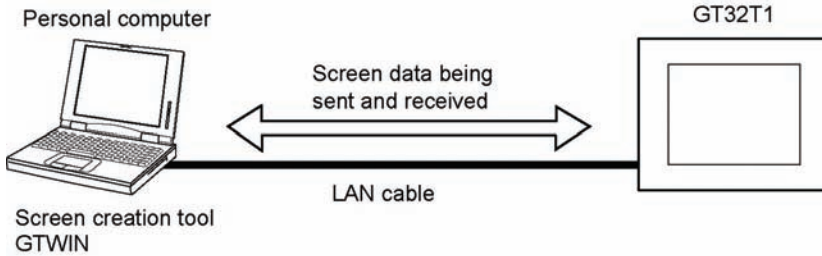 Personal computer
GT32T1
Screen data being
sent and received
LAN cable
Screen creation tool
GTWIN